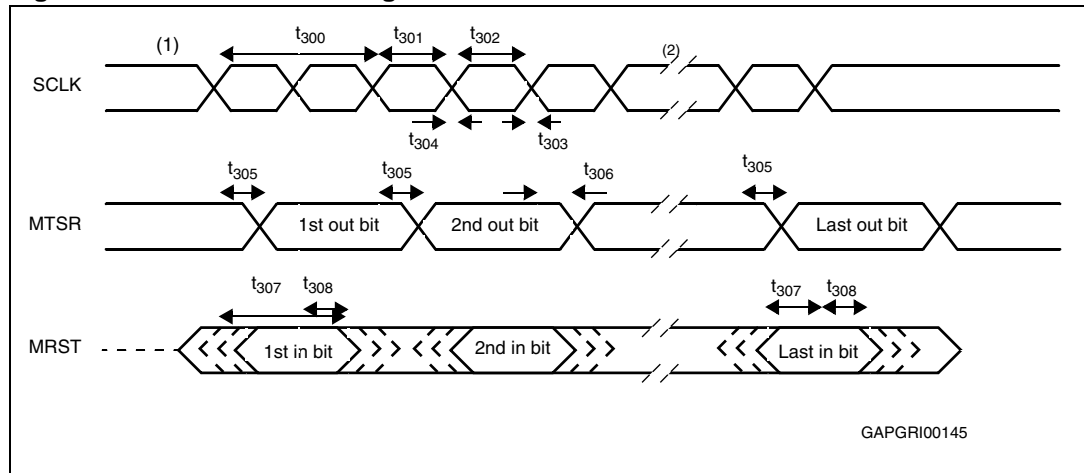 (1) t300 t301 t302 (2)
SCLK
t304 t303
t305 t305 t306 t305
MTSR 1st out bit 2nd out bit Last out bit
t307 t308 t307 t308
MRST 1st in bit 2nd in bit Last in bit
GAPGRI00145